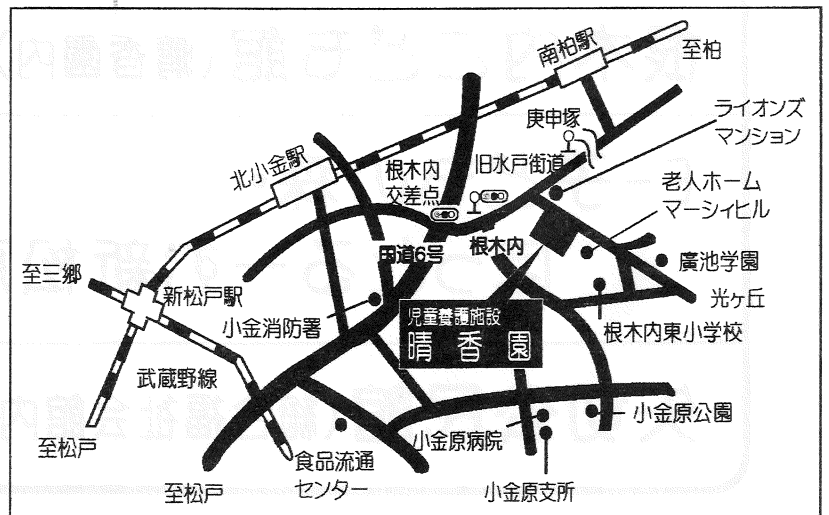 南柏駅
至柏
ライオンズ
マンション
庚申塚
旧水戸街道
北小金駅
根木内
交差点
老人ホーム
マーシィヒル
国道6号
根木内
廣池学園
至三郷
新松戸駅
光ヶ丘
小金消防署
児童養護施設
晴香園
根木内東小学校
武蔵野線
小金原公園
小金原病院
至松戸
食品流通
センター
至松戸
小金原支所